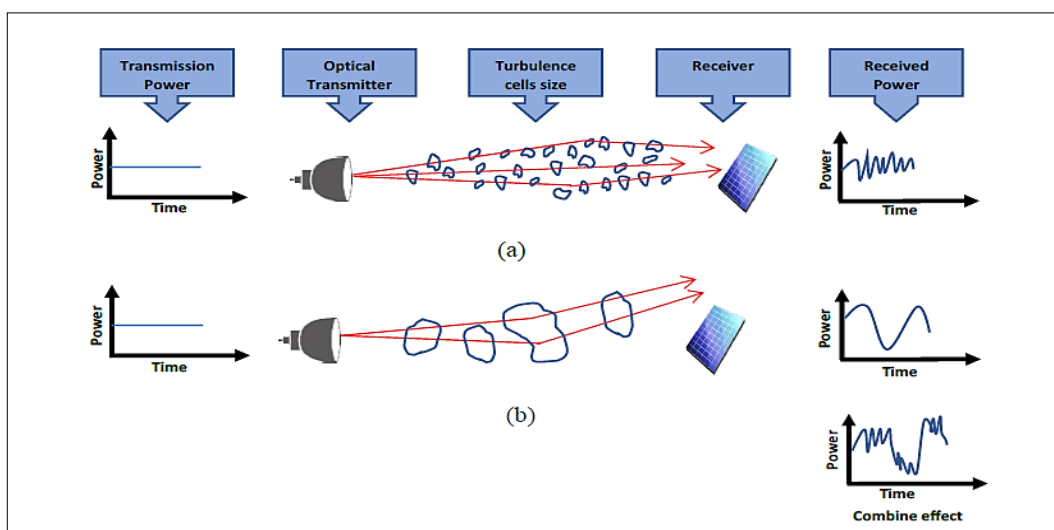 Transmission
Power
Optical
Transmitter
Turbulence
cells size
Receiver
Received
Power
Power
Time
Power
Time
(a)
Power
Time
Power
Time
(b)
Power
Time
Combine effect